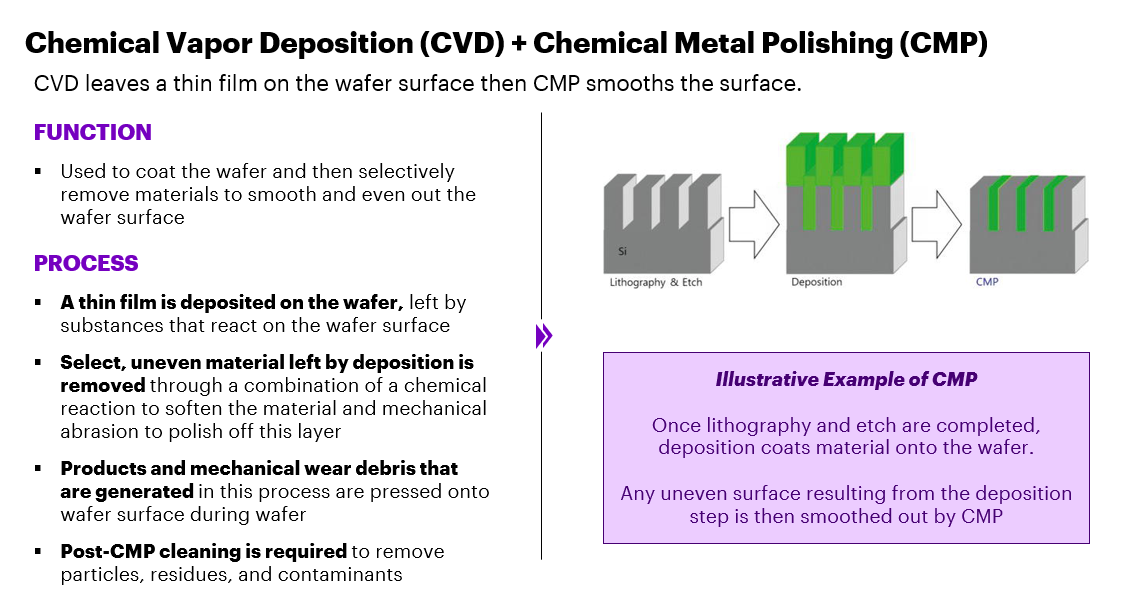 Chemical Vapor Deposition (CVD) + Chemical Metal Polishing (CMP)
CVD leaves a thin film on the wafer surface then CMP smooths the surface.
FUNCTION
▪ Used to coat the wafer and then selectively
remove materials to smooth and even out the
wafer surface
PROCESS
▪ A thin film is deposited on the wafer, left by
substances that react on the wafer surface
▪ Select, uneven material left by deposition is
removed through a combination of a chemical
reaction to soften the material and mechanical
abrasion to polish off this layer
▪ Products and mechanical wear debris that
are generated in this process are pressed onto
wafer surface during wafer
▪ Post-CMP cleaning is required to remove
particles, residues, and contaminants
Si
Lithography & Etch
Deposition
CMP
Illustrative Example of CMP
Once lithography and etch are completed,
deposition coats material onto the wafer.
Any uneven surface resulting from the deposition
step is then smoothed out by CMP